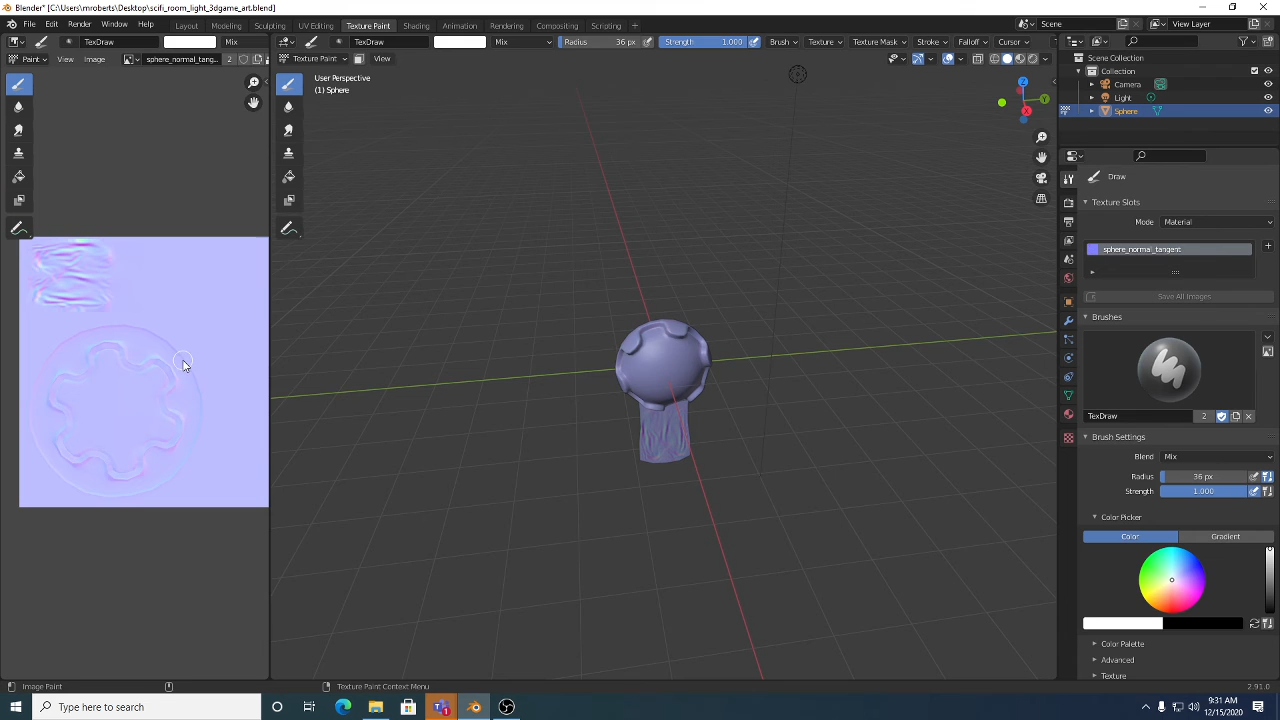 Blender* [C:\Users\mroberts\Desktop\scifi_room_light_3dgame_art.blend]
File Edit Render Window Help Layout Modeling Sculpting UV Editing Texture Paint Shading Animation Rendering Compositing Scripting + Scene View Layer
TexDraw Mix TexDraw Mix Radius 36 px Strength 1.000 Brush Texture Texture Mask Stroke Falloff Cursor
Paint View Image sphere_normal_tang... 2 Texture Paint View
User Perspective
(1) Sphere
X
Y
Z
Scene Collection
Collection
Camera
Light
Sphere
Draw
Texture Slots
Mode Material
sphere_normal_tangent
Save All Images
Brushes
TexDraw 2
Brush Settings
Blend Mix
Radius 36 px
Strength 1.000
Color Picker
Color Gradient
Color Palette
Advanced
Texture
Image Paint Texture Paint Context Menu 2.91.0
Type here to search
1
9:31 AM
12/15/2020